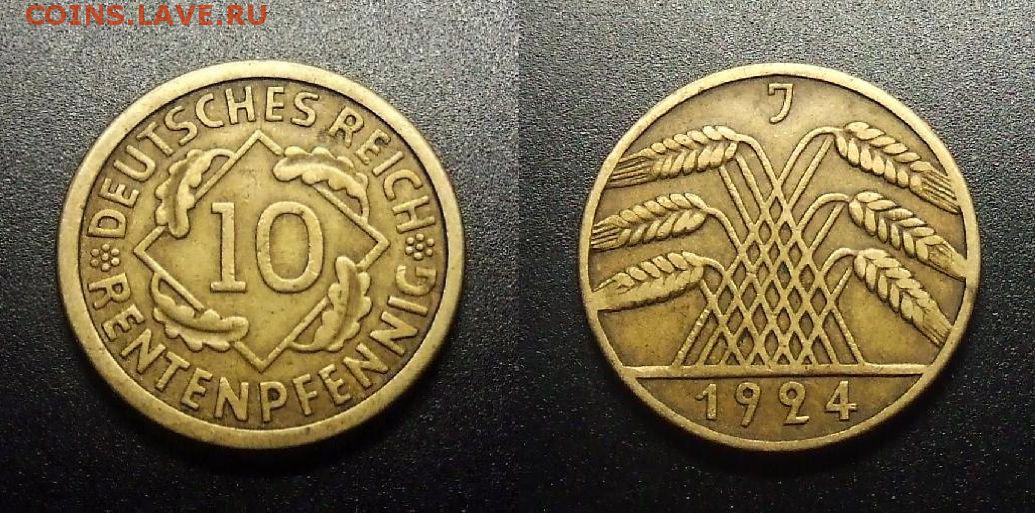 COINS.LAVE.RU
DEUTSCHES REICH
10
RENTENPFENNIG
J
1924